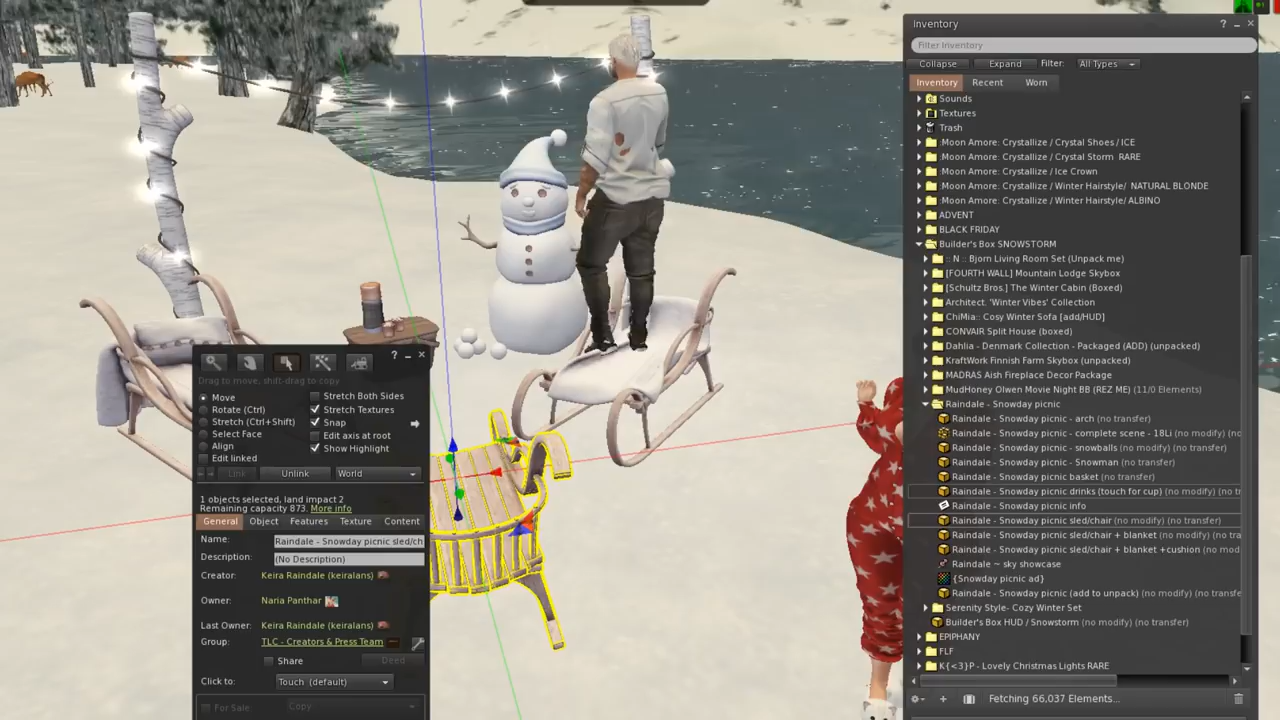 Inventory
?
Filter Inventory
Collapse Expand Filter: All Types
Inventory Recent Worn
Sounds
Textures
Trash
:Moon Amore: Crystallize / Crystal Shoes / ICE
:Moon Amore: Crystallize / Crystal Storm RARE
:Moon Amore: Crystallize / Ice Crown
:Moon Amore: Crystallize / Winter Hairstyle/ NATURAL BLONDE
:Moon Amore: Crystallize / Winter Hairstyle/ ALBINO
ADVENT
BLACK FRIDAY
Builder's Box SNOWSTORM
:: N :: Bjorn Living Room Set (Unpack me)
[FOURTH WALL] Mountain Lodge Skybox
[Schultz Bros.] The Winter Cabin (Boxed)
Architect. 'Winter Vibes' Collection
ChiMia:: Cosy Winter Sofa [add/HUD]
CONVAIR Split House (boxed)
Dahlia - Denmark Collection - Packaged (ADD) (unpacked)
KraftWork Finnish Farm Skybox (unpacked)
MADRAS Aish Fireplace Decor Package
MudHoney Olwen Movie Night BB (REZ ME) (11/0 Elements)
Raindale - Snowday picnic
Raindale - Snowday picnic - arch (no transfer)
Raindale - Snowday picnic - complete scene - 18Li (no modify) (no
Raindale - Snowday picnic - snowballs (no modify) (no transfer)
Raindale - Snowday picnic - Snowman (no transfer)
Raindale - Snowday picnic basket (no transfer)
Raindale - Snowday picnic drinks (touch for cup) (no modify) (no tr
Raindale - Snowday picnic info
Raindale - Snowday picnic sled/chair (no modify) (no transfer)
Raindale - Snowday picnic sled/chair + blanket (no modify) (no tra
Raindale - Snowday picnic sled/chair + blanket +cushion (no mod
Raindale ~ sky showcase
{Snowday picnic ad}
Raindale - Snowday picnic (add to unpack) (no modify) (no transfe
Serenity Style- Cozy Winter Set
Builder's Box HUD / Snowstorm (no modify) (no transfer)
EPIPHANY
FLF
K{<3}P - Lovely Christmas Lights RARE
Fetching 66,037 Elements...
?
Drag to move, shift-drag to copy
Move
Rotate (Ctrl)
Stretch (Ctrl+Shift)
Select Face
Align
Edit linked
Stretch Both Sides
Stretch Textures
Snap
Edit axis at root
Show Highlight
Link Unlink World
1 objects selected, land impact 2
Remaining capacity 873. More info
General Object Features Texture Content
Name: Raindale - Snowday picnic sled/ch
Description: (No Description)
Creator: Keira Raindale (keiralans)
Owner: Naria Panthar
Last Owner: Keira Raindale (keiralans)
Group: TLC - Creators & Press Team
Share Deed
Click to: Touch (default)
For Sale: Copy